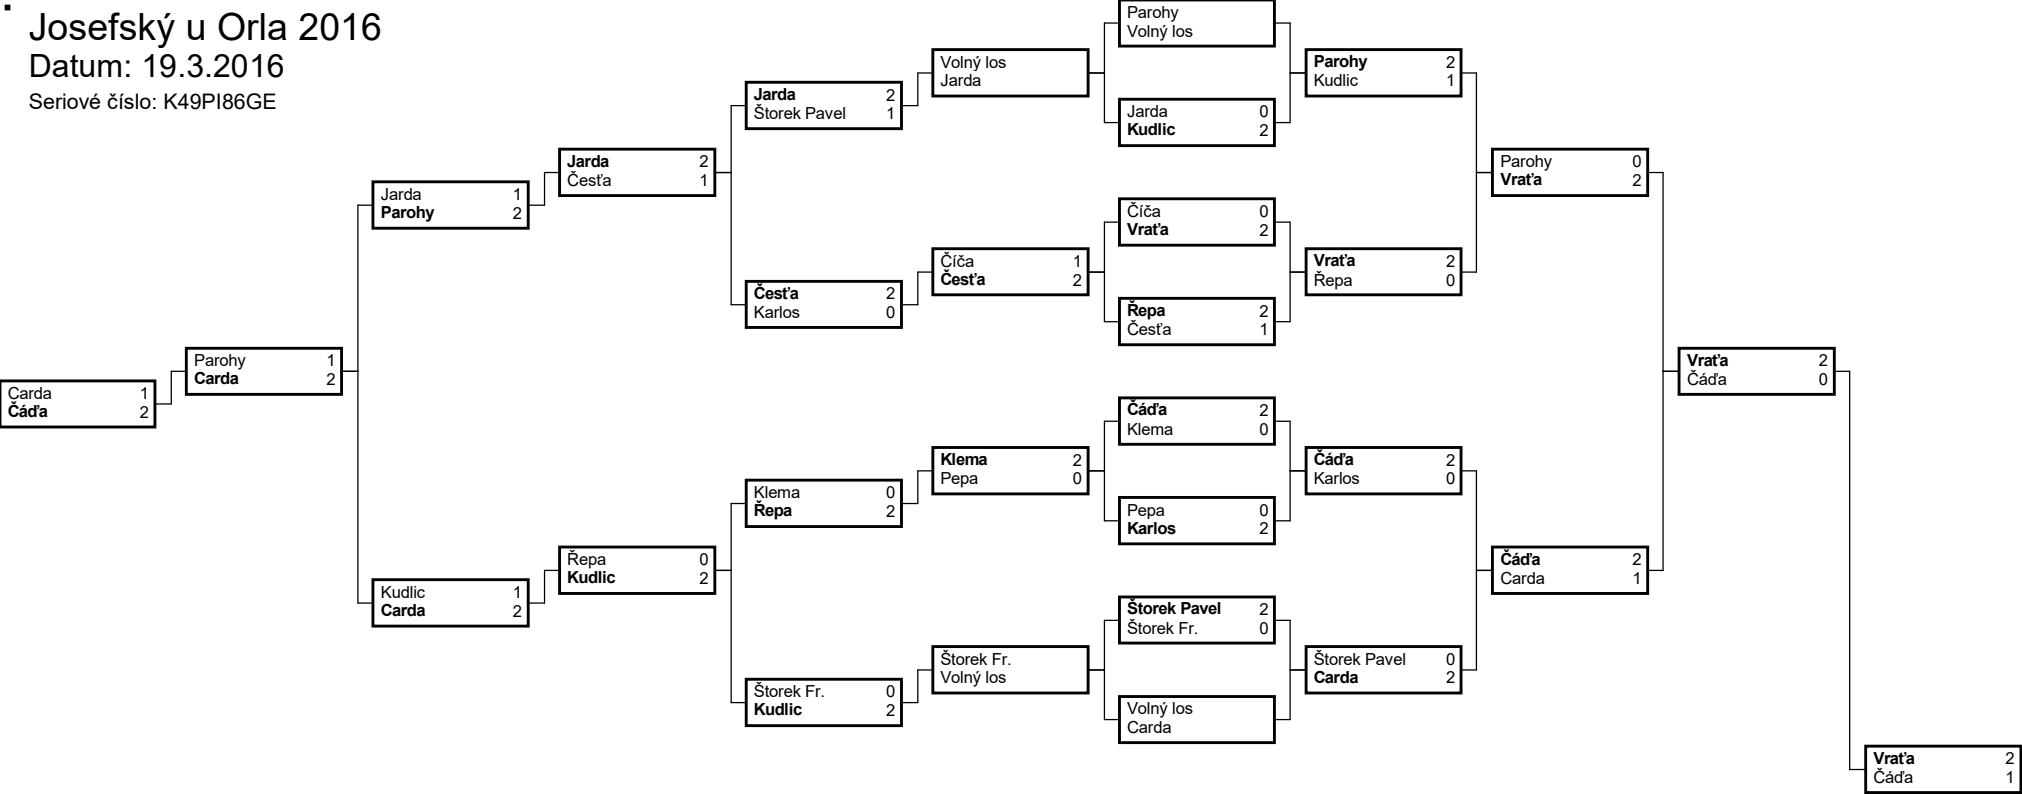 Josefský u Orla 2016
Datum: 19.3.2016
Seriové číslo: K49PI86GE
Carda 1
Čáďa 2
Parohy 1
Carda 2
Jarda 1
Parohy 2
Kudlic 1
Carda 2
Jarda 2
Česťa 1
Řepa 0
Kudlic 2
Jarda 2
Štorek Pavel 1
Česťa 2
Karlos 0
Klema 0
Řepa 2
Štorek Fr. 0
Kudlic 2
Volný los
Jarda
Číča 1
Česťa 2
Klema 2
Pepa 0
Štorek Fr.
Volný los
Parohy
Volný los
Jarda 0
Kudlic 2
Číča 0
Vraťa 2
Řepa 2
Česťa 1
Čáďa 2
Klema 0
Pepa 0
Karlos 2
Štorek Pavel 2
Štorek Fr. 0
Volný los
Carda
Parohy 2
Kudlic 1
Vraťa 2
Řepa 0
Čáďa 2
Karlos 0
Štorek Pavel 0
Carda 2
Parohy 0
Vraťa 2
Čáďa 2
Carda 1
Vraťa 2
Čáďa 0
Vraťa 2
Čáďa 1